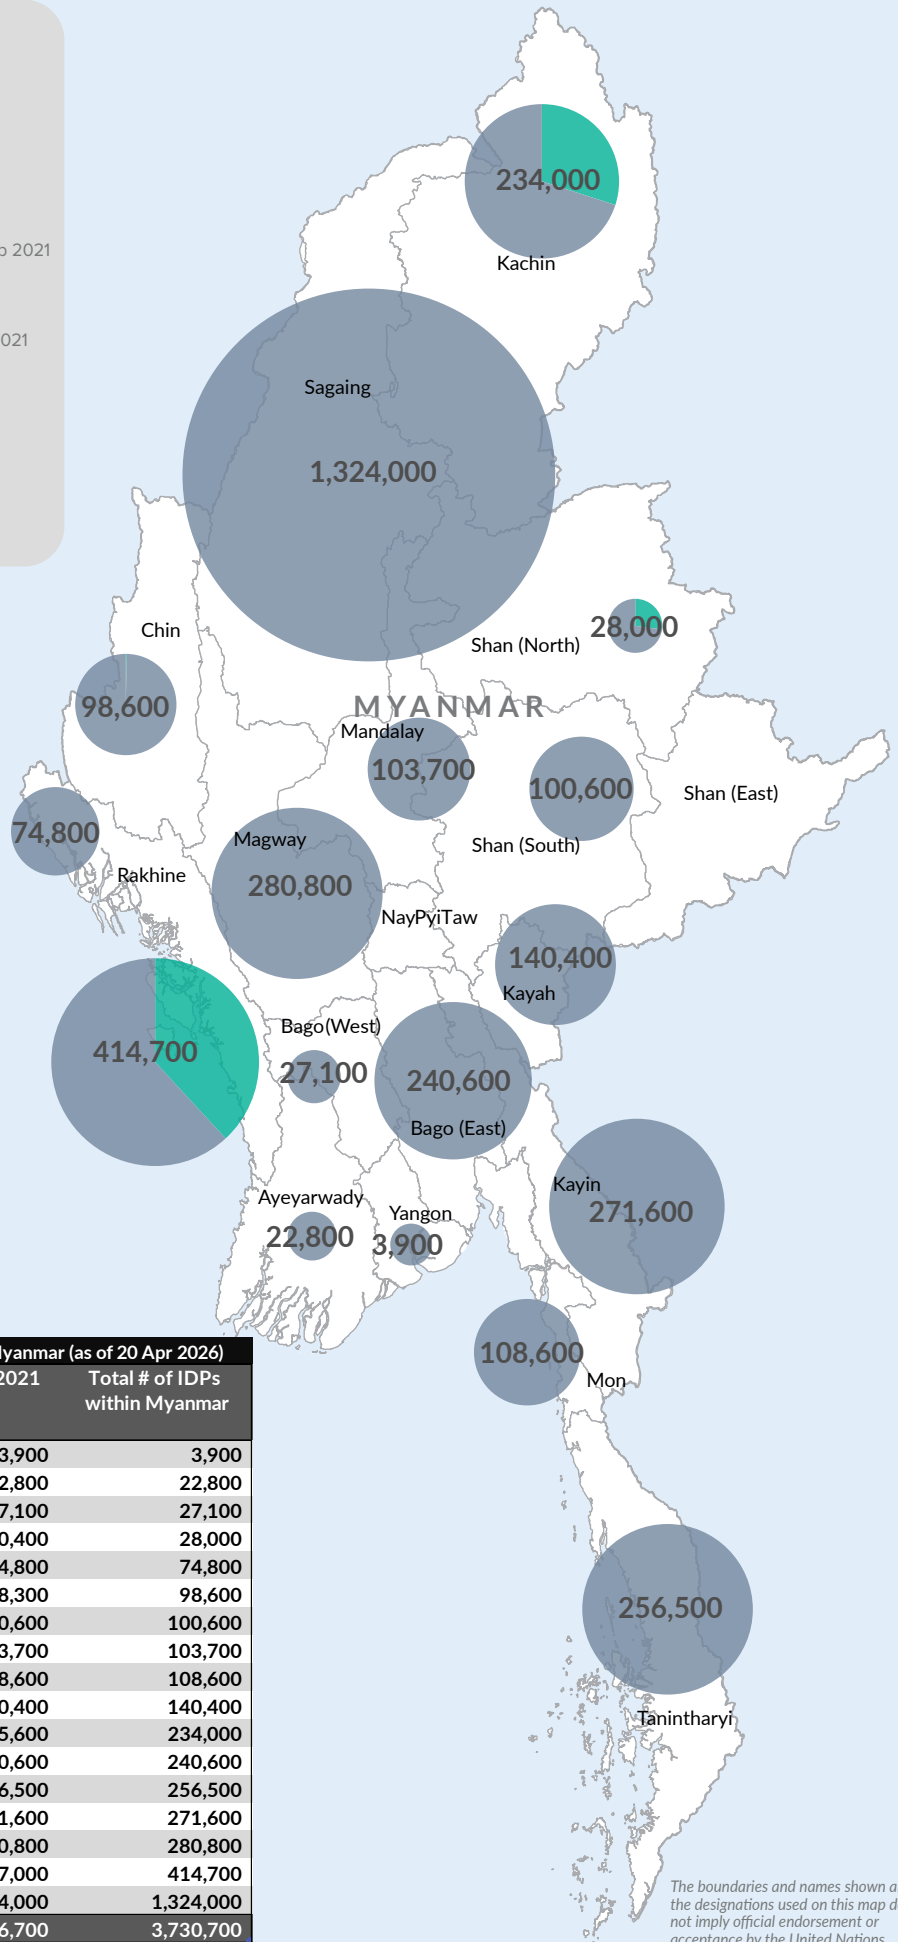 2021
021
234,000
Kachin
Sagaing
1,324,000
Chin
28,000
Shan (North)
98,600
MYANMAR
Mandalay
103,700
100,600
Shan (East)
74,800
Magway
Shan (South)
Rakhine
280,800
NayPyiTaw
140,400
Kayah
Bago(West)
414,700
27,100
240,600
Bago (East)
Kayin
Ayeyarwady
271,600
Yangon
22,800
3,900
108,600
Mon
256,500
Tanintharyi
yanmar (as of 20 Apr 2026)
2021 Total # of IDPs
within Myanmar
3,900 3,900
2,800 22,800
7,100 27,100
0,400 28,000
4,800 74,800
8,300 98,600
0,600 100,600
3,700 103,700
8,600 108,600
0,400 140,400
5,600 234,000
0,600 240,600
6,500 256,500
1,600 271,600
0,800 280,800
7,000 414,700
4,000 1,324,000
6,700 3,730,700
The boundaries and names shown a
the designations used on this map d
not imply official endorsement or
acceptance by the United Nations